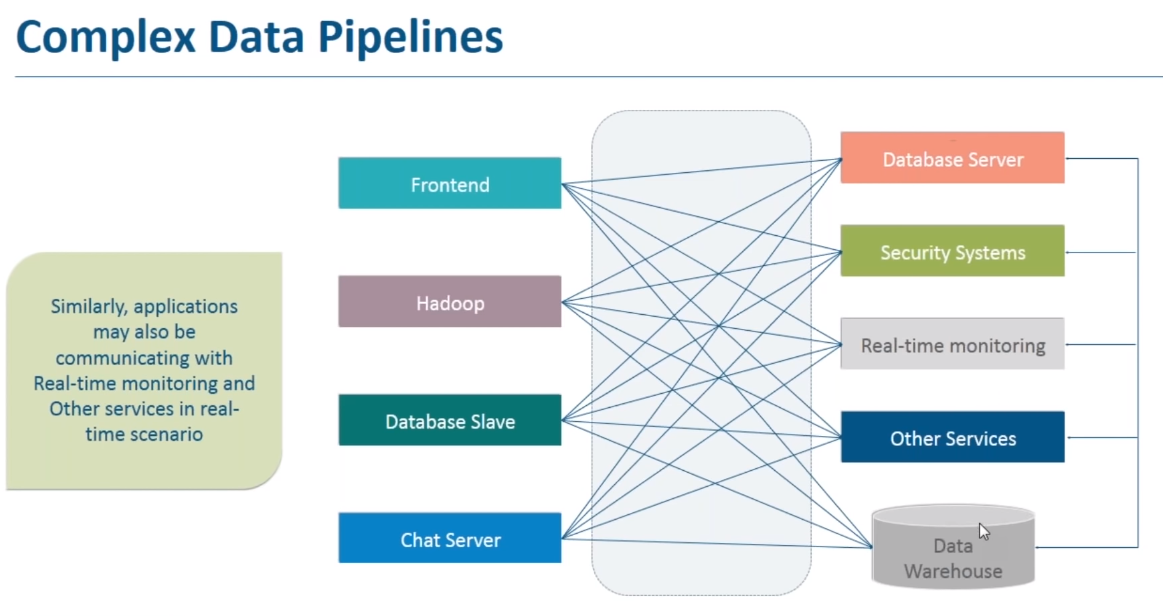 Complex Data Pipelines
Similarly, applications
may also be
communicating with
Real-time monitoring and
Other services in real-
time scenario
Frontend
Hadoop
Database Slave
Chat Server
Database Server
Security Systems
Real-time monitoring
Other Services
Data
Warehouse